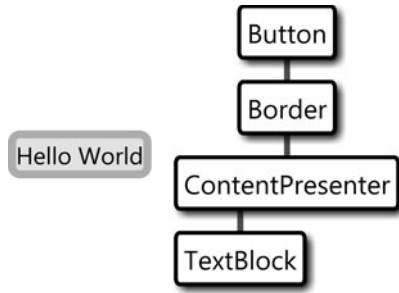 Button
Border
Hello World
ContentPresenter
TextBlock